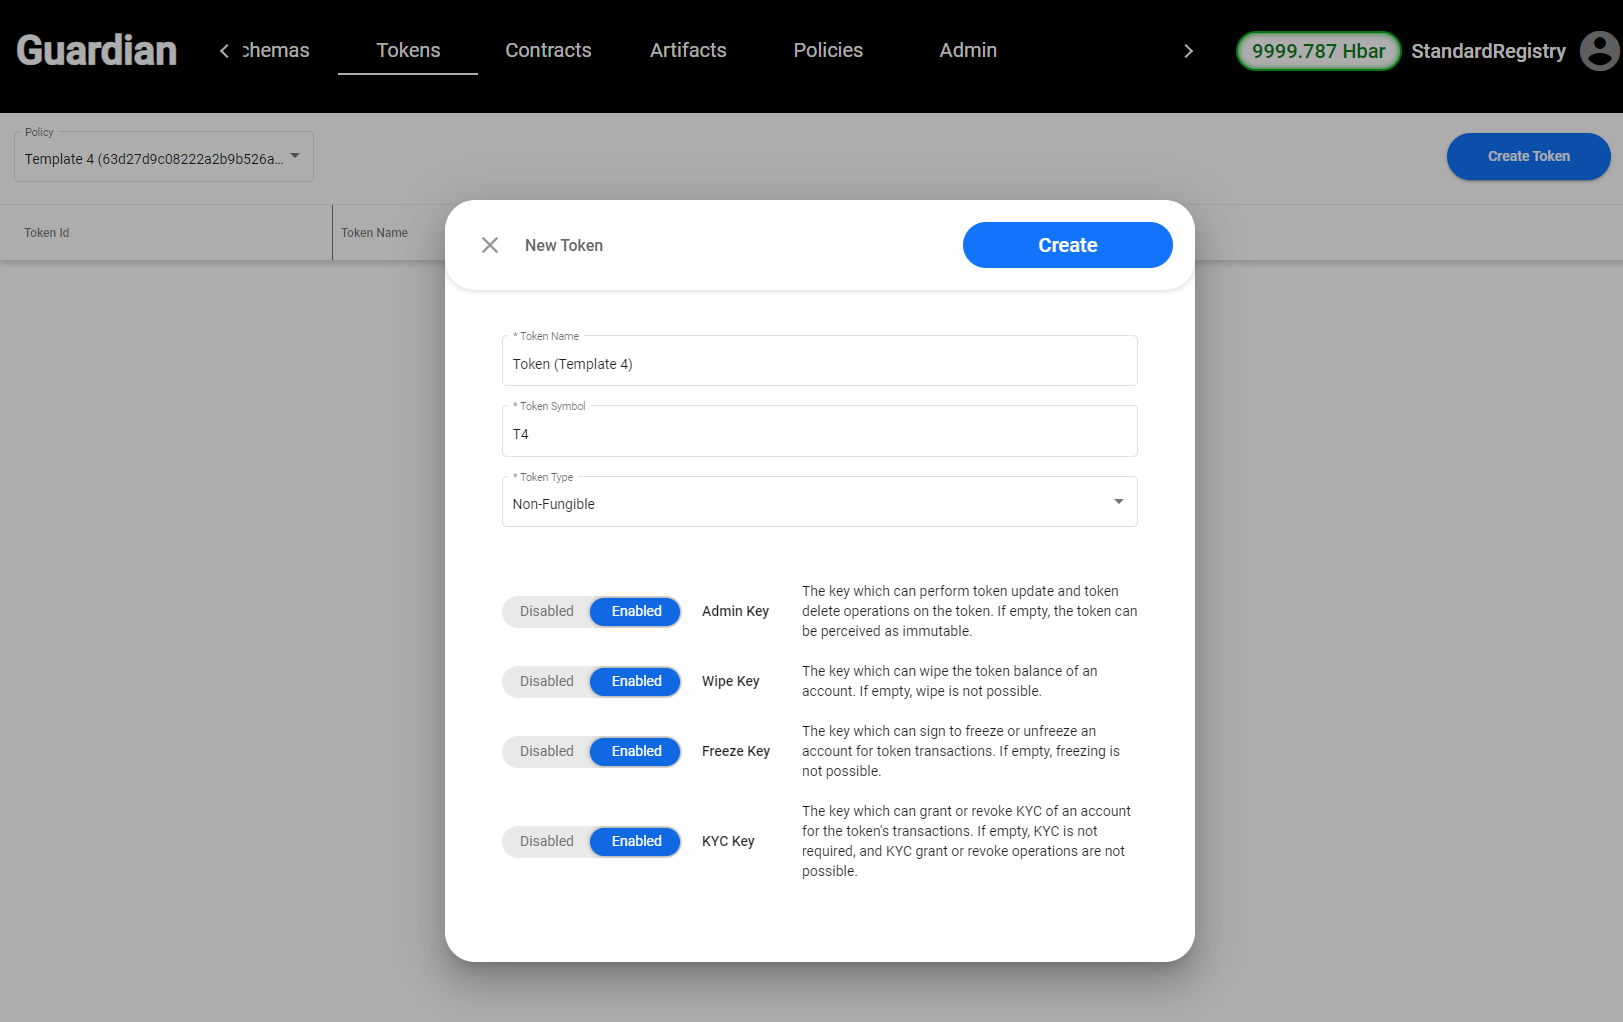 Guardian
chemas
Tokens
Contracts
Artifacts
Policies
Admin
9999.787 Hbar
StandardRegistry
Policy
Template 4 (63d27d9c08222a2b9b526a...
Create Token
Token Id
Token Name
New Token
Create
* Token Name
Token (Template 4)
* Token Symbol
T4
* Token Type
Non-Fungible
Disabled
Enabled
Admin Key
The key which can perform token update and token
delete operations on the token. If empty, the token can
be perceived as immutable.
Disabled
Enabled
Wipe Key
The key which can wipe the token balance of an
account. If empty, wipe is not possible.
Disabled
Enabled
Freeze Key
The key which can sign to freeze or unfreeze an
account for token transactions. If empty, freezing is
not possible.
Disabled
Enabled
KYC Key
The key which can grant or revoke KYC of an account
for the token's transactions. If empty, KYC is not
required, and KYC grant or revoke operations are not
possible.